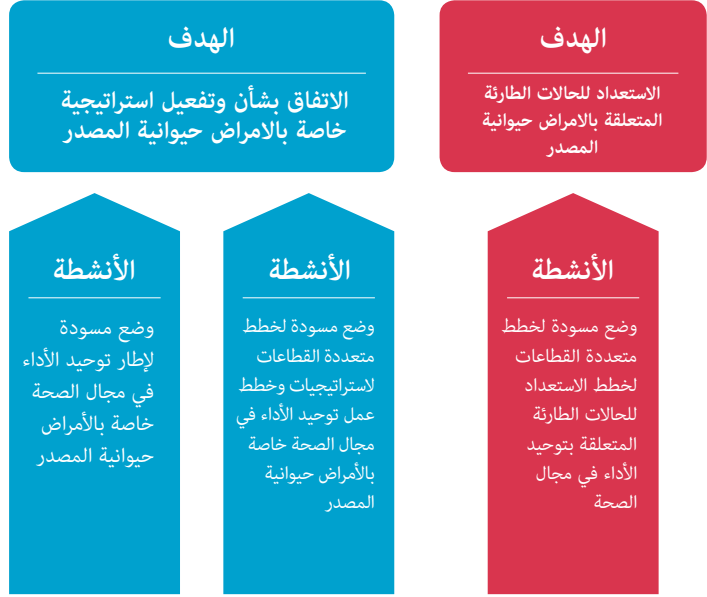 الهدف
الاستعداد للحالات الطارئة
المتعلقة بالامراض حيوانية
المصدر
الهدف
الاتفاق بشأن وتفعيل استراتيجية
خاصة بالامراض حيوانية المصدر
الأنشطة
وضع مسودة لخطط
متعددة القطاعات
لخطط الاستعداد
للحالات الطارئة
المتعلقة بتوحيد
الأداء في مجال
الصحة
الأنشطة
وضع مسودة لخطط
متعددة القطاعات
لاستراتيجيات وخطط
عمل توحيد الأداء في
مجال الصحة خاصة
بالأمراض حيوانية
المصدر
الأنشطة
وضع مسودة
لإطار توحيد الأداء
في مجال الصحة
خاصة بالأمراض
حيوانية المصدر